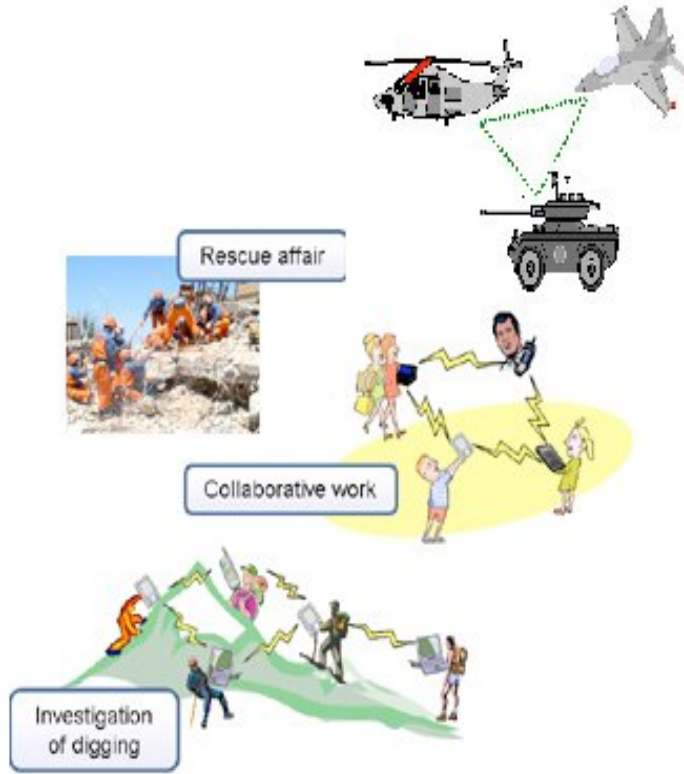 Rescue affair
Collaborative work
Investigation
of digging